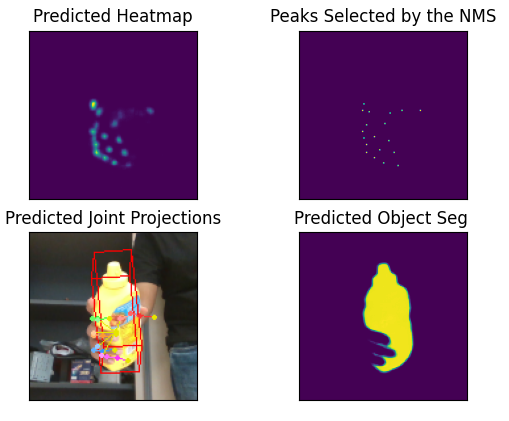 Predicted Heatmap
Peaks Selected by the NMS
Predicted Joint Projections
Predicted Object Seg